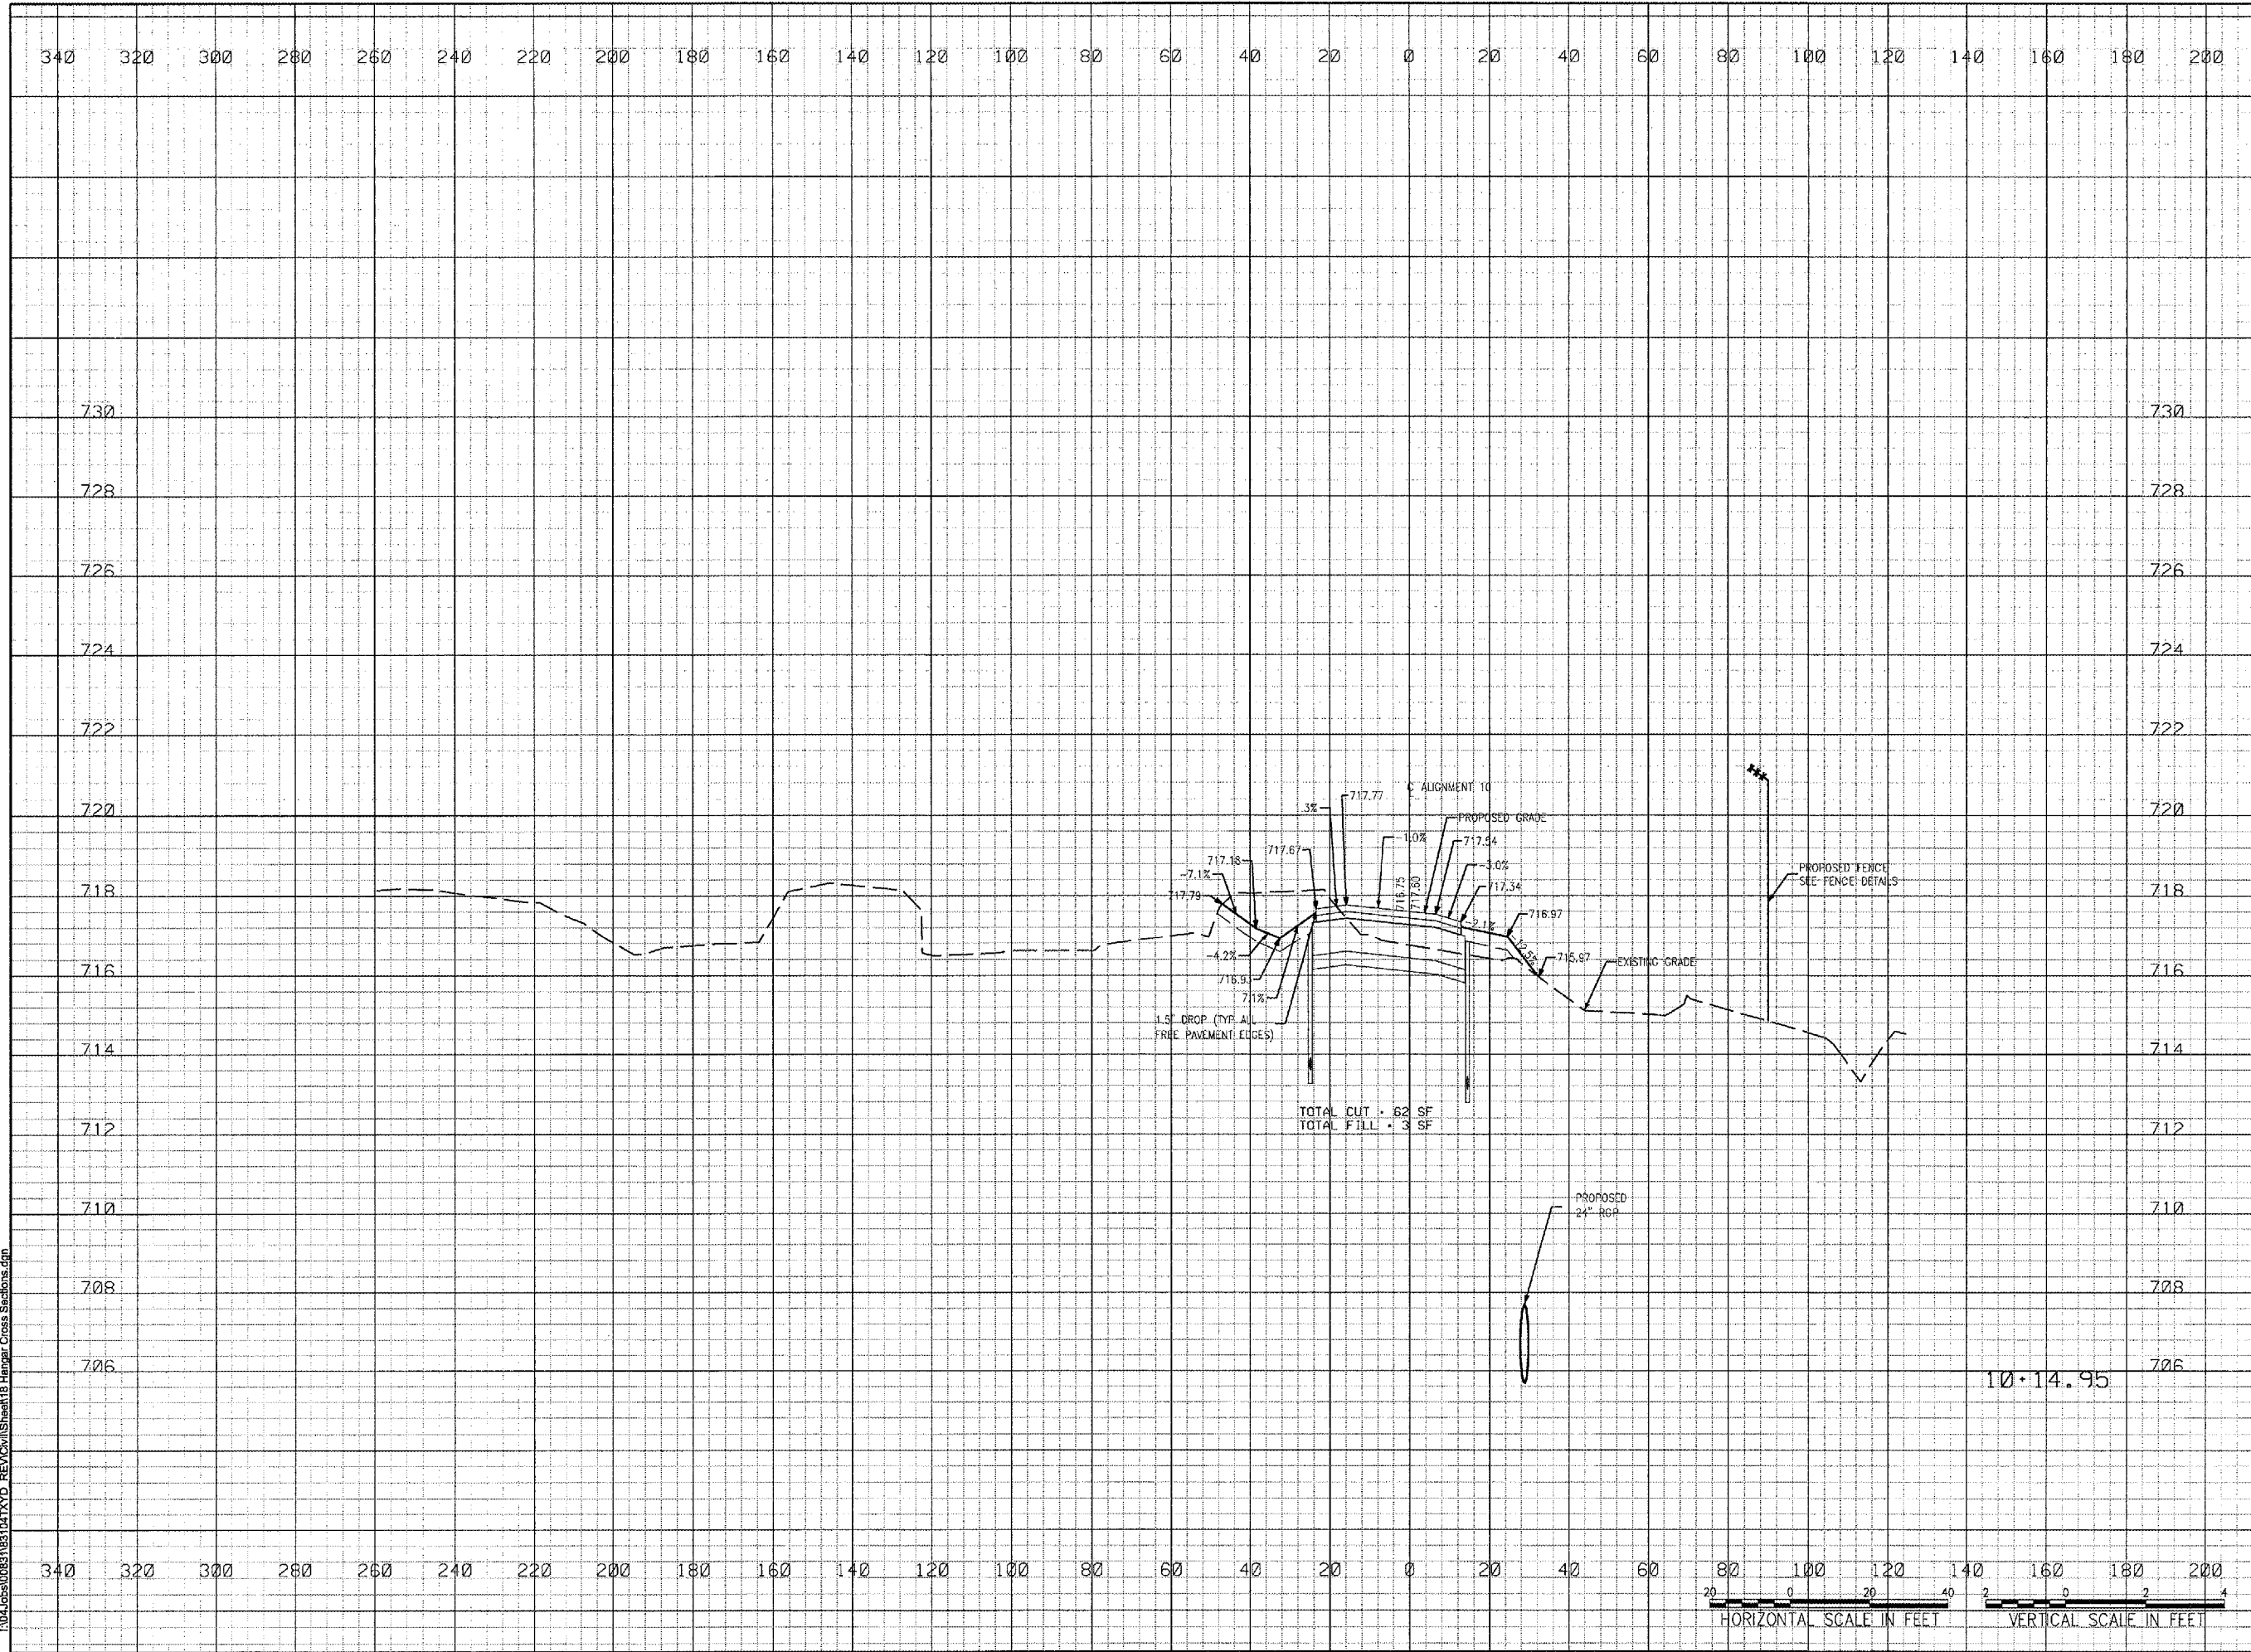 340 320 300 280 260 240 220 200 180 160 140 120 100 80 60 40 20 0 20 40 60 80 100 120 140 160 180 200
730 730
728 728
726 726
724 724
722 722
720 720
718 718
716 716
714 714
712 712
710 710
708 708
706 706
C ALIGNMENT 10
717.77
.3%
PROPOSED GRADE
-1.0%
717.54
717.67
717.18
-3.0%
-7.1%
717.79
716.75
717.60
717.34
-2.1%
716.97
-12.5%
715.97
EXISTING GRADE
-4.2%
7.1%
1.5" DROP (TYP ALL
FREE PAVEMENT EDGES)
PROPOSED FENCE
SEE FENCE DETAILS
TOTAL CUT = 62 SF
TOTAL FILL = 3 SF
PROPOSED
24" RCP
10+14.95
340 320 300 280 260 240 220 200 180 160 140 120 100 80 60 40 20 0 20 40 60 80 100 120 140 160 180 200
20 0 20 40
HORIZONTAL SCALE IN FEET
2 0 2 4
VERTICAL SCALE IN FEET